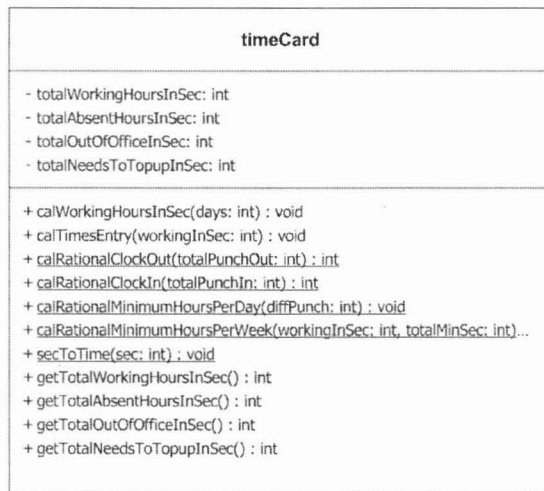 timeCard
- totalWorkingHoursInSec: int
- totalAbsentHoursInSec: int
- totalOutOfOfficeInSec: int
- totalNeedsToTopupInSec: int
+ calWorkingHoursInSec(days: int) : void
+ calTimesEntry(workingInSec: int) : void
+ calRationalClockOut(totalPunchOut: int) : int
+ calRationalClockIn(totalPunchIn: int) : int
+ calRationalMinimumHoursPerDay(diffPunch: int) : void
+ calRationalMinimumHoursPerWeek(workingInSec: int, totalMinSec: int)...
+ secToTime(sec: int) : void
+ getTotalWorkingHoursInSec() : int
+ getTotalAbsentHoursInSec() : int
+ getTotalOutOfOfficeInSec() : int
+ getTotalNeedsToTopupInSec() : int